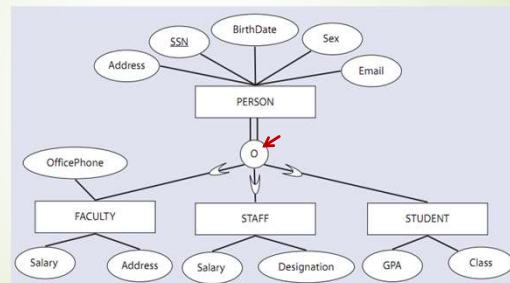 BirthDate
SSN
Sex
Address
Email
PERSON
O
OfficePhone
FACULTY
STAFF
STUDENT
Salary
Address
Salary
Designation
GPA
Class